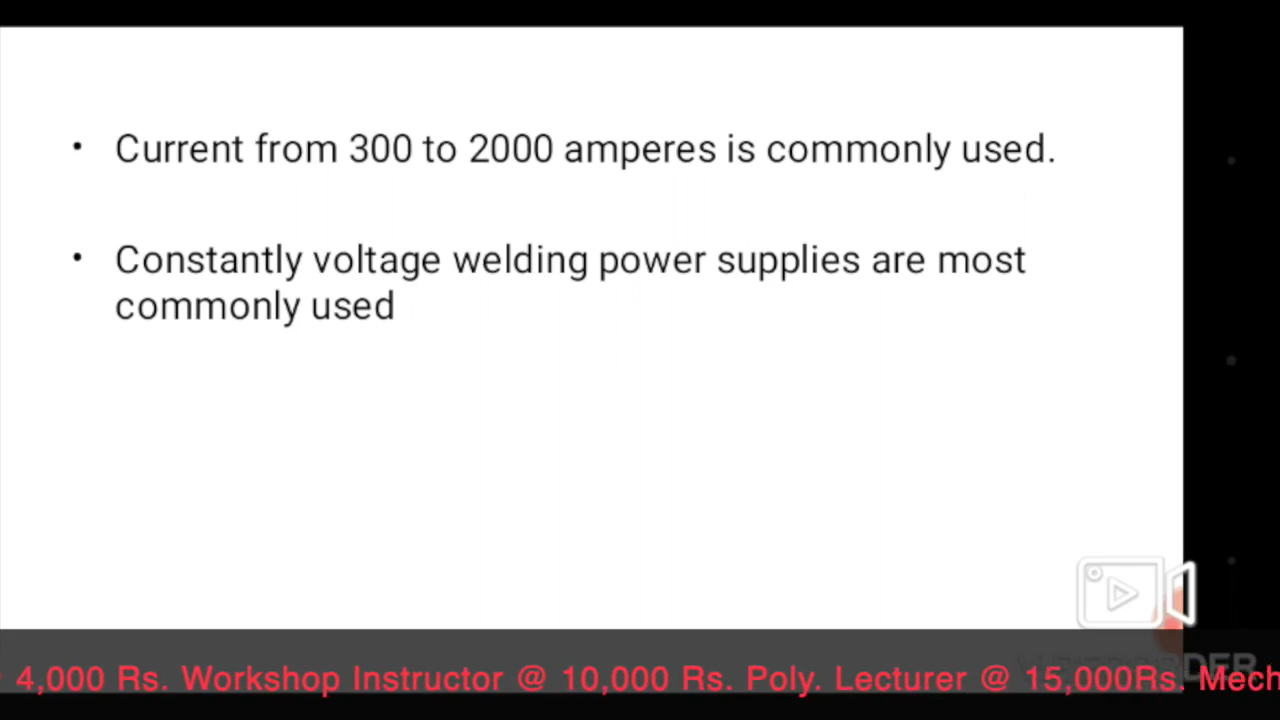 • Current from 300 to 2000 amperes is commonly used.
• Constantly voltage welding power supplies are most
commonly used
4,000 Rs. Workshop Instructor @ 10,000 Rs. Poly. Lecturer @ 15,000Rs. Mech